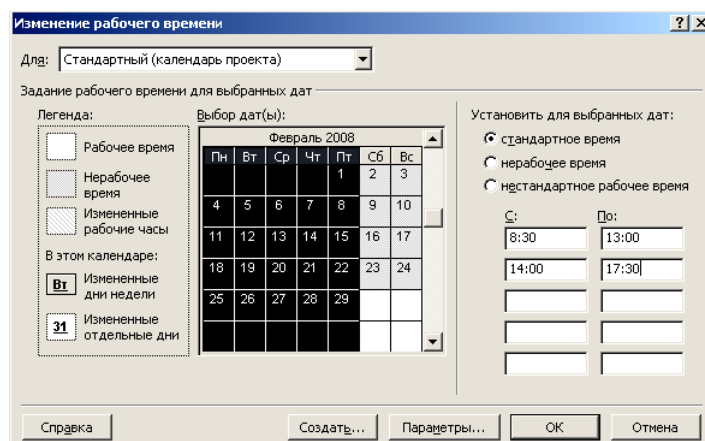 Изменение рабочего времени
Для: Стандартный (календарь проекта)
Задание рабочего времени для выбранных дат
Легенда:
Рабочее время
Нерабочее
время
Измененные
рабочие часы
В этом календаре:
Вт Измененные
дни недели
31 Измененные
отдельные дни
Выбор дат(ы):
Февраль 2008
Пн Вт Ср Чт Пт Сб Вс
1 2 3
4 5 6 7 8 9 10
11 12 13 14 15 16 17
18 19 20 21 22 23 24
25 26 27 28 29
Установить для выбранных дат:
стандартное время
нерабочее время
нестандартное рабочее время
С: По:
8:30 13:00
14:00 17:30
Справка Создать... Параметры... ОК Отмена